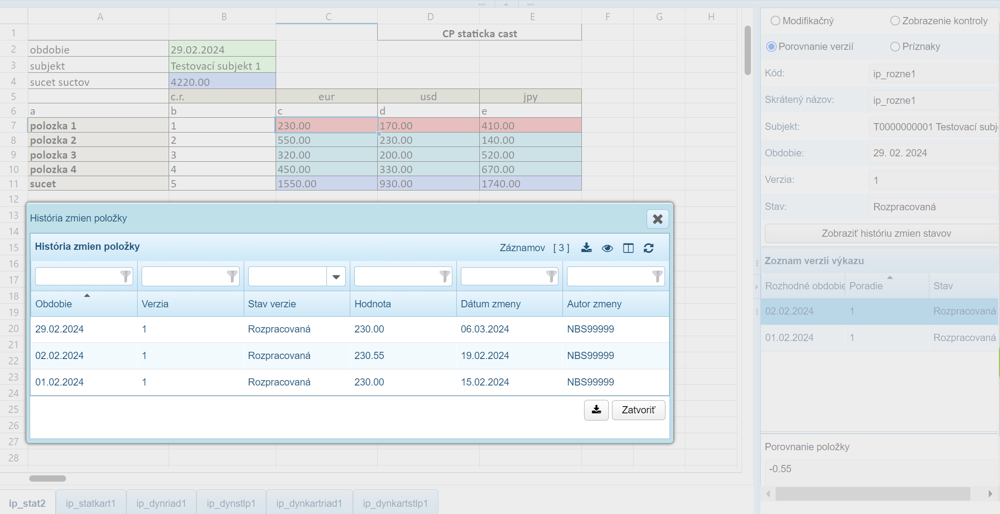 A B C D E F G H
1 CP staticka cast
2 obdobie 29.02.2024
3 subjekt Testovací subjekt 1
4 sucet suctov 4220.00
5 c.r. eur usd jpy
6 a b c d e
7 polozka 1 1 230.00 170.00 410.00
8 polozka 2 2 550.00 230.00 140.00
9 polozka 3 3 320.00 200.00 520.00
10 polozka 4 4 450.00 330.00 670.00
11 sucet 5 1550.00 930.00 1740.00
12
13
14
15
16
17
18
19
20
21
22
23
24
25
26
27
28
História zmien položky
História zmien položky Záznamov [ 3 ]
Obdobie Verzia Stav verzie Hodnota Dátum zmeny Autor zmeny
29.02.2024 1 Rozpracovaná 230.00 06.03.2024 NBS99999
02.02.2024 1 Rozpracovaná 230.55 19.02.2024 NBS99999
01.02.2024 1 Rozpracovaná 230.00 15.02.2024 NBS99999
Zatvoriť
ip_stat2 ip_statkart1 ip_dynriad1 ip_dynstlp1 ip_dynkartriad1 ip_dynkartstlp1
Modifikačný Zobrazenie kontroly
Porovnanie verzií Príznaky
Kód: ip_rozne1
Skrátený názov: ip_rozne1
Subjekt: T0000000001 Testovací subj
Obdobie: 29. 02. 2024
Verzia: 1
Stav: Rozpracovaná
Zobraziť históriu zmien stavov
Zoznam verzií výkazu
Rozhodné obdobie Poradie Stav
02.02.2024 1 Rozpracovaná
01.02.2024 1 Rozpracovaná
Porovnanie položky
-0.55